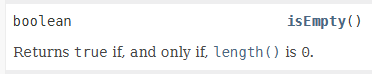 boolean isEmpty()
Returns true if, and only if, length() is 0.